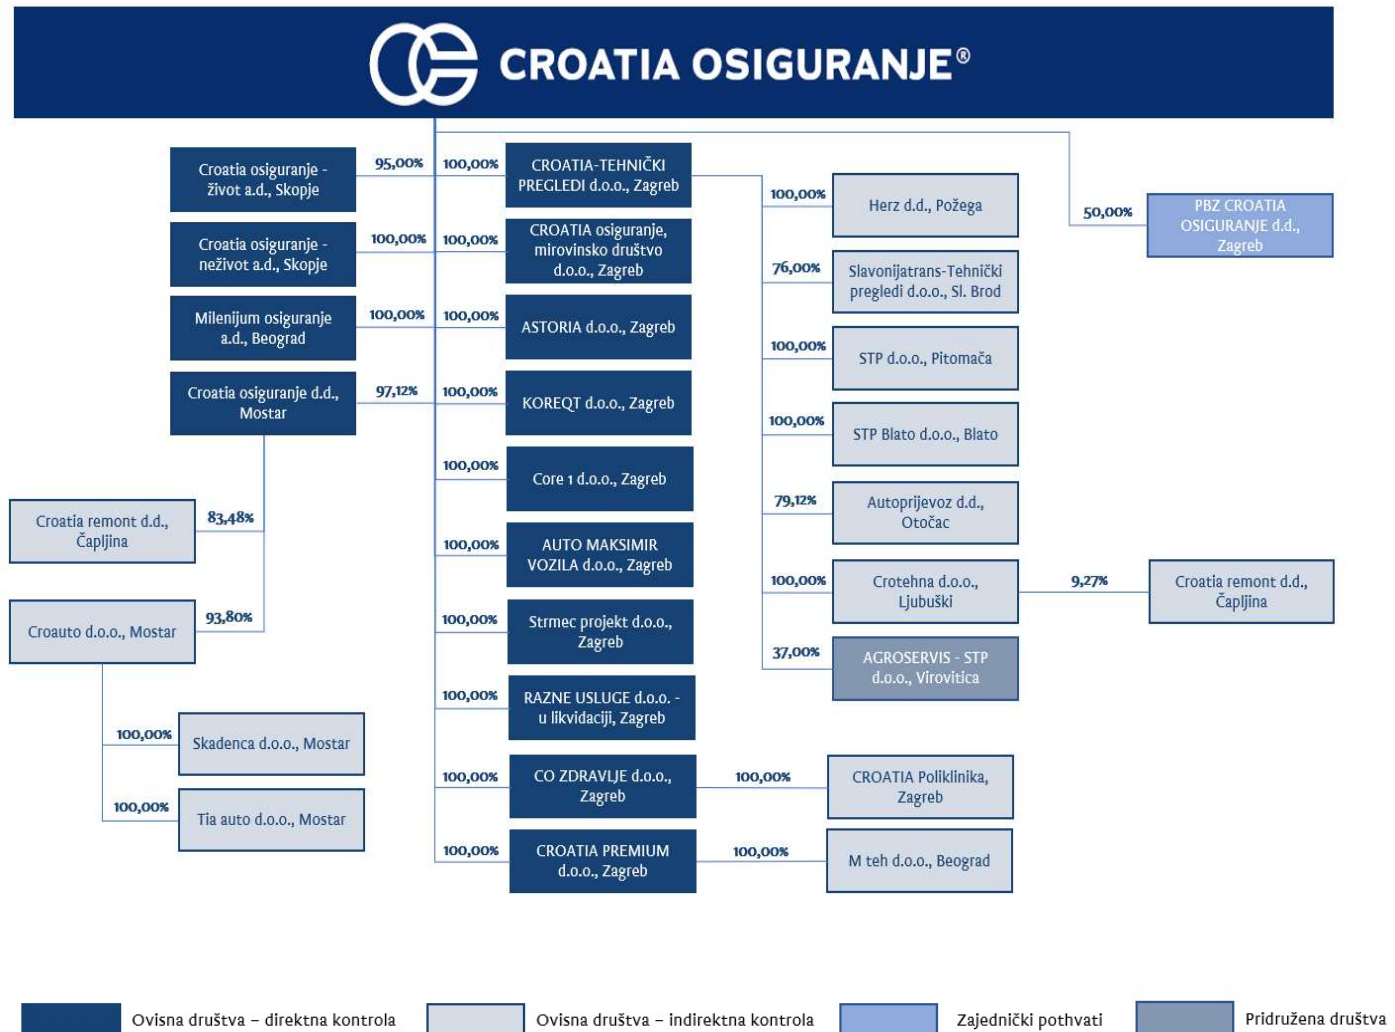 CROATIA OSIGURANJE®
Croatia osiguranje -
život a.d., Skopje
95,00%
100,00%
CROATIA-TEHNIČKI
PREGLEDI d.o.o., Zagreb
Croatia osiguranje -
neživot a.d., Skopje
100,00%
100,00%
CROATIA osiguranje,
mirovinsko društvo
d.o.o., Zagreb
Milenijum osiguranje
a.d., Beograd
100,00%
100,00%
ASTORIA d.o.o., Zagreb
Croatia osiguranje d.d.,
Mostar
97,12%
100,00%
KOREQT d.o.o., Zagreb
100,00%
Core 1 d.o.o., Zagreb
100,00%
AUTO MAKSIMIR
VOZILA d.o.o., Zagreb
100,00%
Strmec projekt d.o.o.,
Zagreb
100,00%
RAZNE USLUGE d.o.o. -
u likvidaciji, Zagreb
100,00%
CO ZDRAVLJE d.o.o.,
Zagreb
100,00%
CROATIA Poliklinika,
Zagreb
100,00%
CROATIA PREMIUM
d.o.o., Zagreb
100,00%
M teh d.o.o., Beograd
Croatia remont d.d.,
Čapljina
83,48%
Croauto d.o.o., Mostar
93,80%
100,00%
Skadenca d.o.o., Mostar
100,00%
Tia auto d.o.o., Mostar
100,00%
Herz d.d., Požega
76,00%
Slavonijatrans-Tehnički
pregledi d.o.o., Sl. Brod
100,00%
STP d.o.o., Pitomača
100,00%
STP Blato d.o.o., Blato
79,12%
Autoprijevoz d.d.,
Otočac
100,00%
Crotehna d.o.o.,
Ljubuški
9,27%
Croatia remont d.d.,
Čapljina
37,00%
AGROSERVIS - STP
d.o.o., Virovitica
50,00%
PBZ CROATIA
OSIGURANJE d.d.,
Zagreb
Ovisna društva – direktna kontrola
Ovisna društva – indirektna kontrola
Zajednički pothvati
Pridružena društva